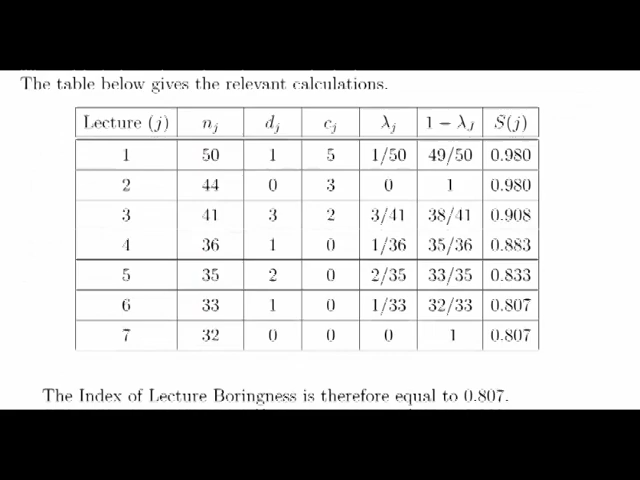 The table below gives the relevant calculations.
Lecture (j) n_j d_j c_j λ_j 1 − λ_J S(j)
1 50 1 5 1/50 49/50 0.980
2 44 0 3 0 1 0.980
3 41 3 2 3/41 38/41 0.908
4 36 1 0 1/36 35/36 0.883
5 35 2 0 2/35 33/35 0.833
6 33 1 0 1/33 32/33 0.807
7 32 0 0 0 1 0.807
The Index of Lecture Boringness is therefore equal to 0.807.